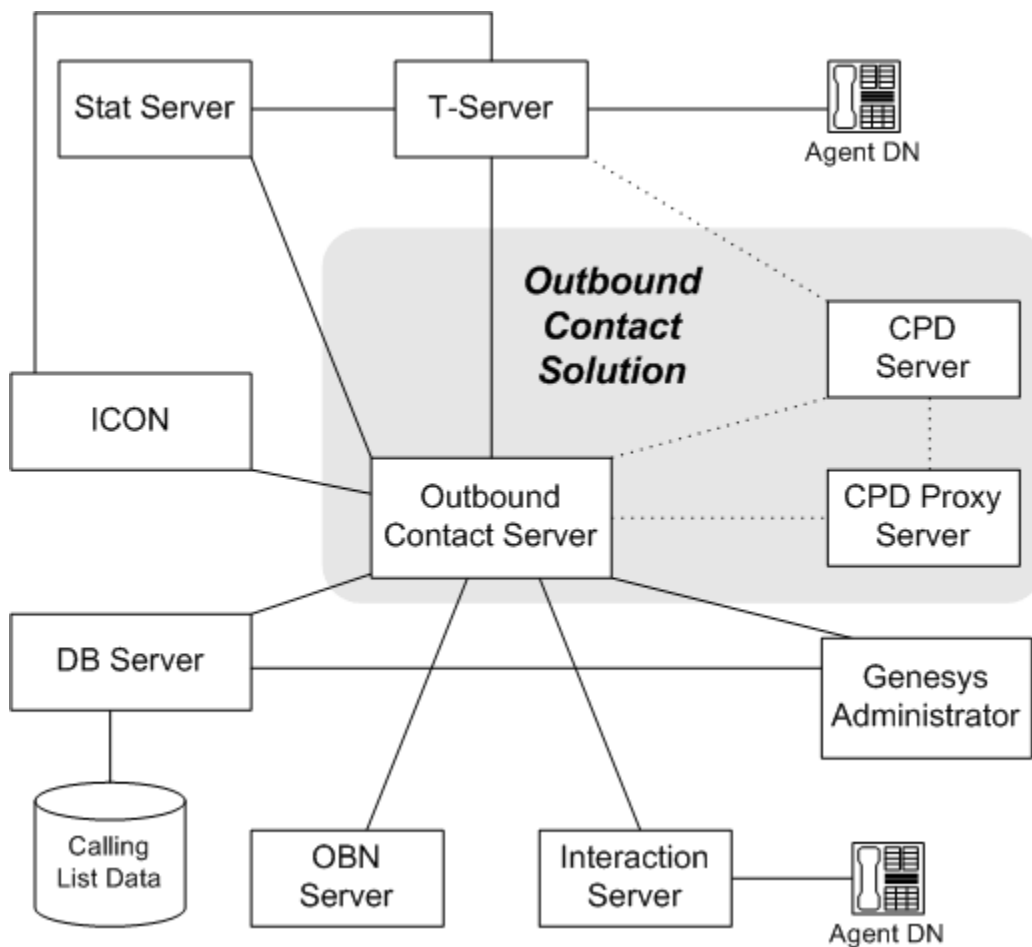 Stat Server
T-Server
Agent DN
Outbound
Contact
Solution
CPD
Server
ICON
Outbound
Contact Server
CPD Proxy
Server
DB Server
Genesys
Administrator
Calling
List Data
OBN
Server
Interaction
Server
Agent DN